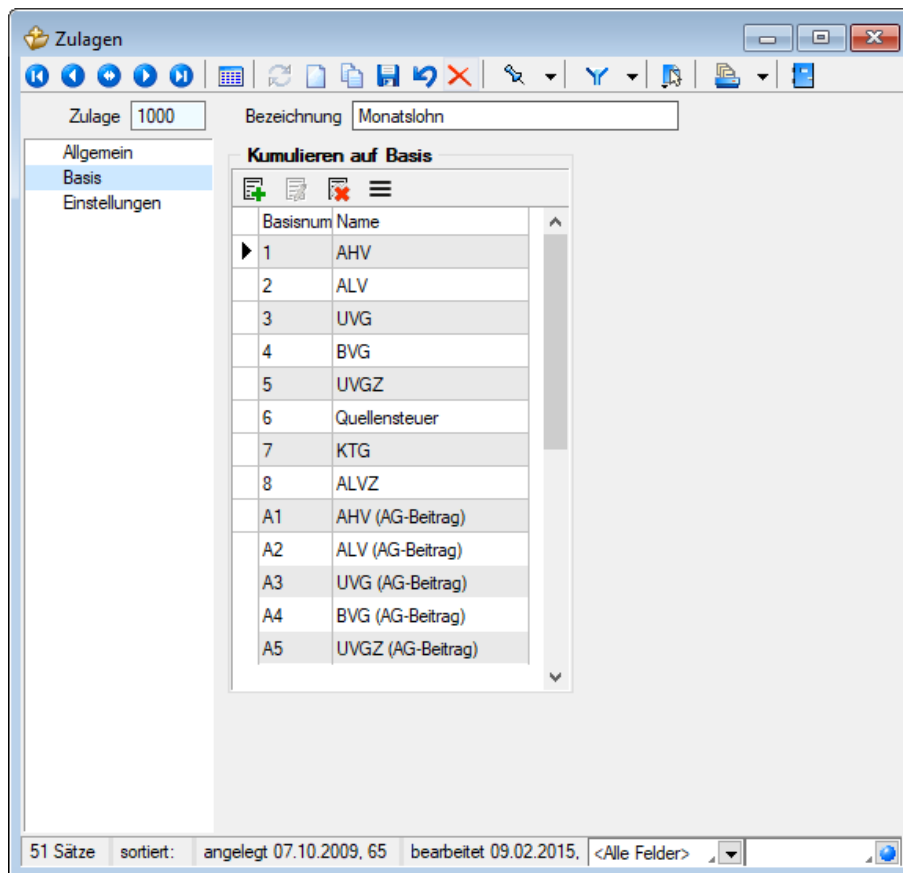 Zulagen
Zulage 1000 Bezeichnung Monatslohn
Allgemein
Basis
Einstellungen
Kumulieren auf Basis
Basisnum Name
1 AHV
2 ALV
3 UVG
4 BVG
5 UVGZ
6 Quellensteuer
7 KTG
8 ALVZ
A1 AHV (AG-Beitrag)
A2 ALV (AG-Beitrag)
A3 UVG (AG-Beitrag)
A4 BVG (AG-Beitrag)
A5 UVGZ (AG-Beitrag)
51 Sätze sortiert: angelegt 07.10.2009, 65 bearbeitet 09.02.2015, <Alle Felder>